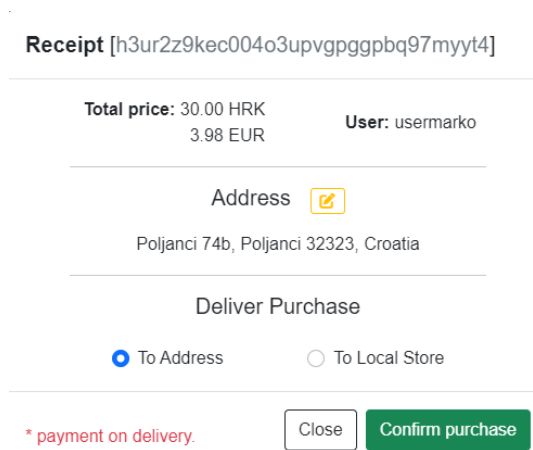 Receipt [h3ur2z9kec004o3upvgpggpbq97myyt4]
Total price: 30.00 HRK
3.98 EUR
User: usermarko
Address
Poljanci 74b, Poljanci 32323, Croatia
Deliver Purchase
To Address
To Local Store
* payment on delivery.
Close
Confirm purchase